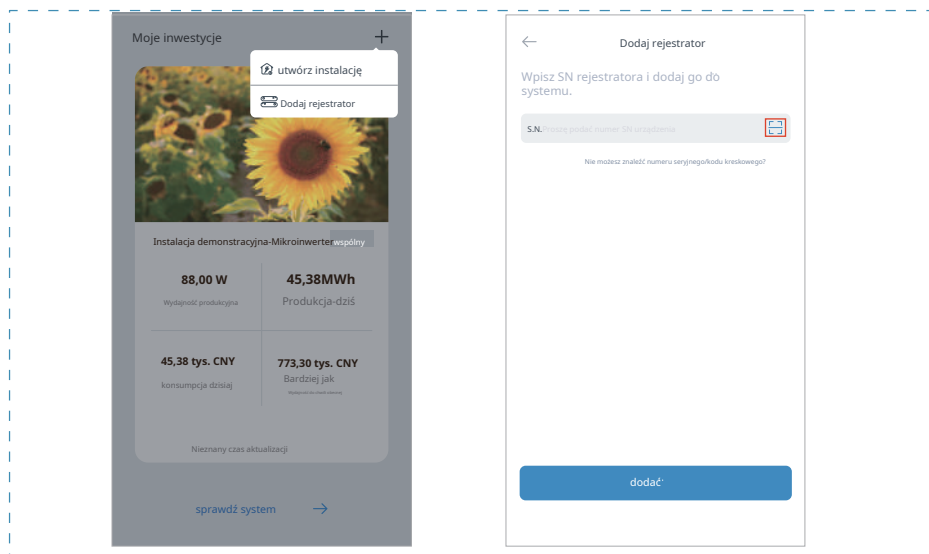 Moje inwestycje
utwórz instalację
Dodaj rejestrator
Instalacja demonstracyjna-Mikroinwerter
wspólny
88,00 W
45,38MWh
Wydajność produkcyjna
Produkcja-dziś
45,38 tys. CNY
773,30 tys. CNY
konsumpcja dzisiaj
Bardziej jak
Nieznany czas aktualizacji
sprawdź system
Dodaj rejestrator
Wpisz SN rejestratora i dodaj go do
systemu.
S.N. Proszę podać numer SN urządzenia
Nie możesz znaleźć numeru seryjnego/kodu kreskowego?
dodać